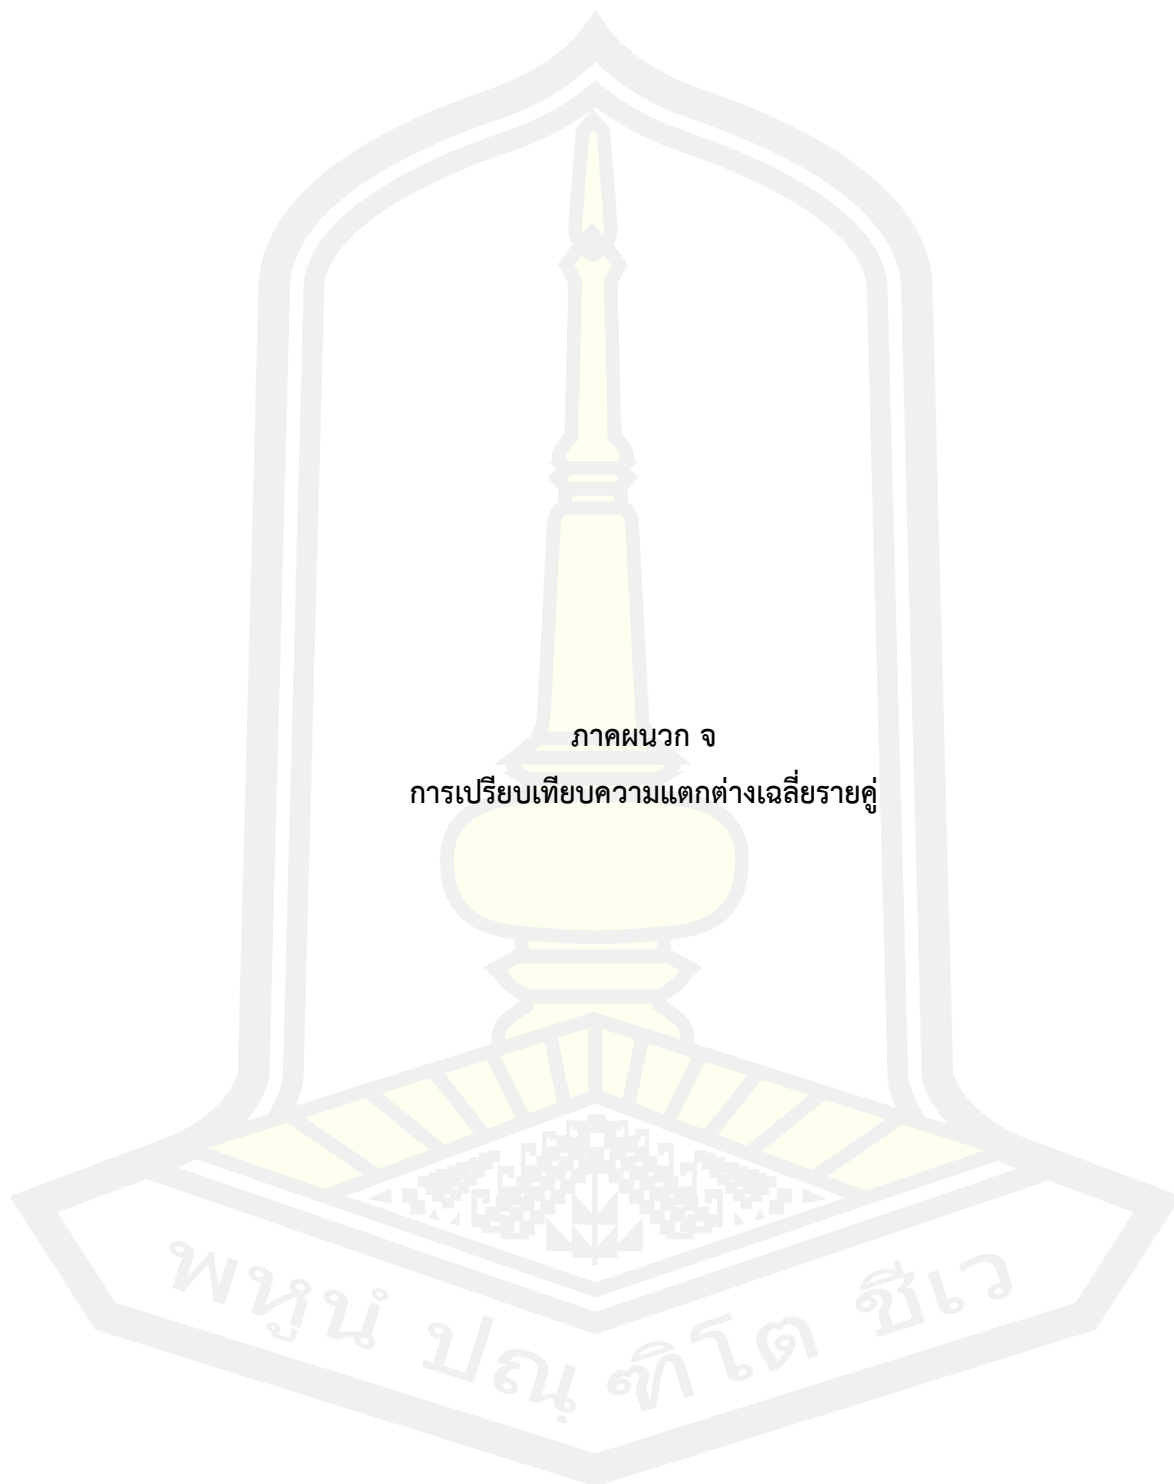 ภาคผนวก จ
การเปรียบเทียบความแตกต่างเฉลี่ยรายคู่
พหูนํ ปณฺฑิโต ชีเว